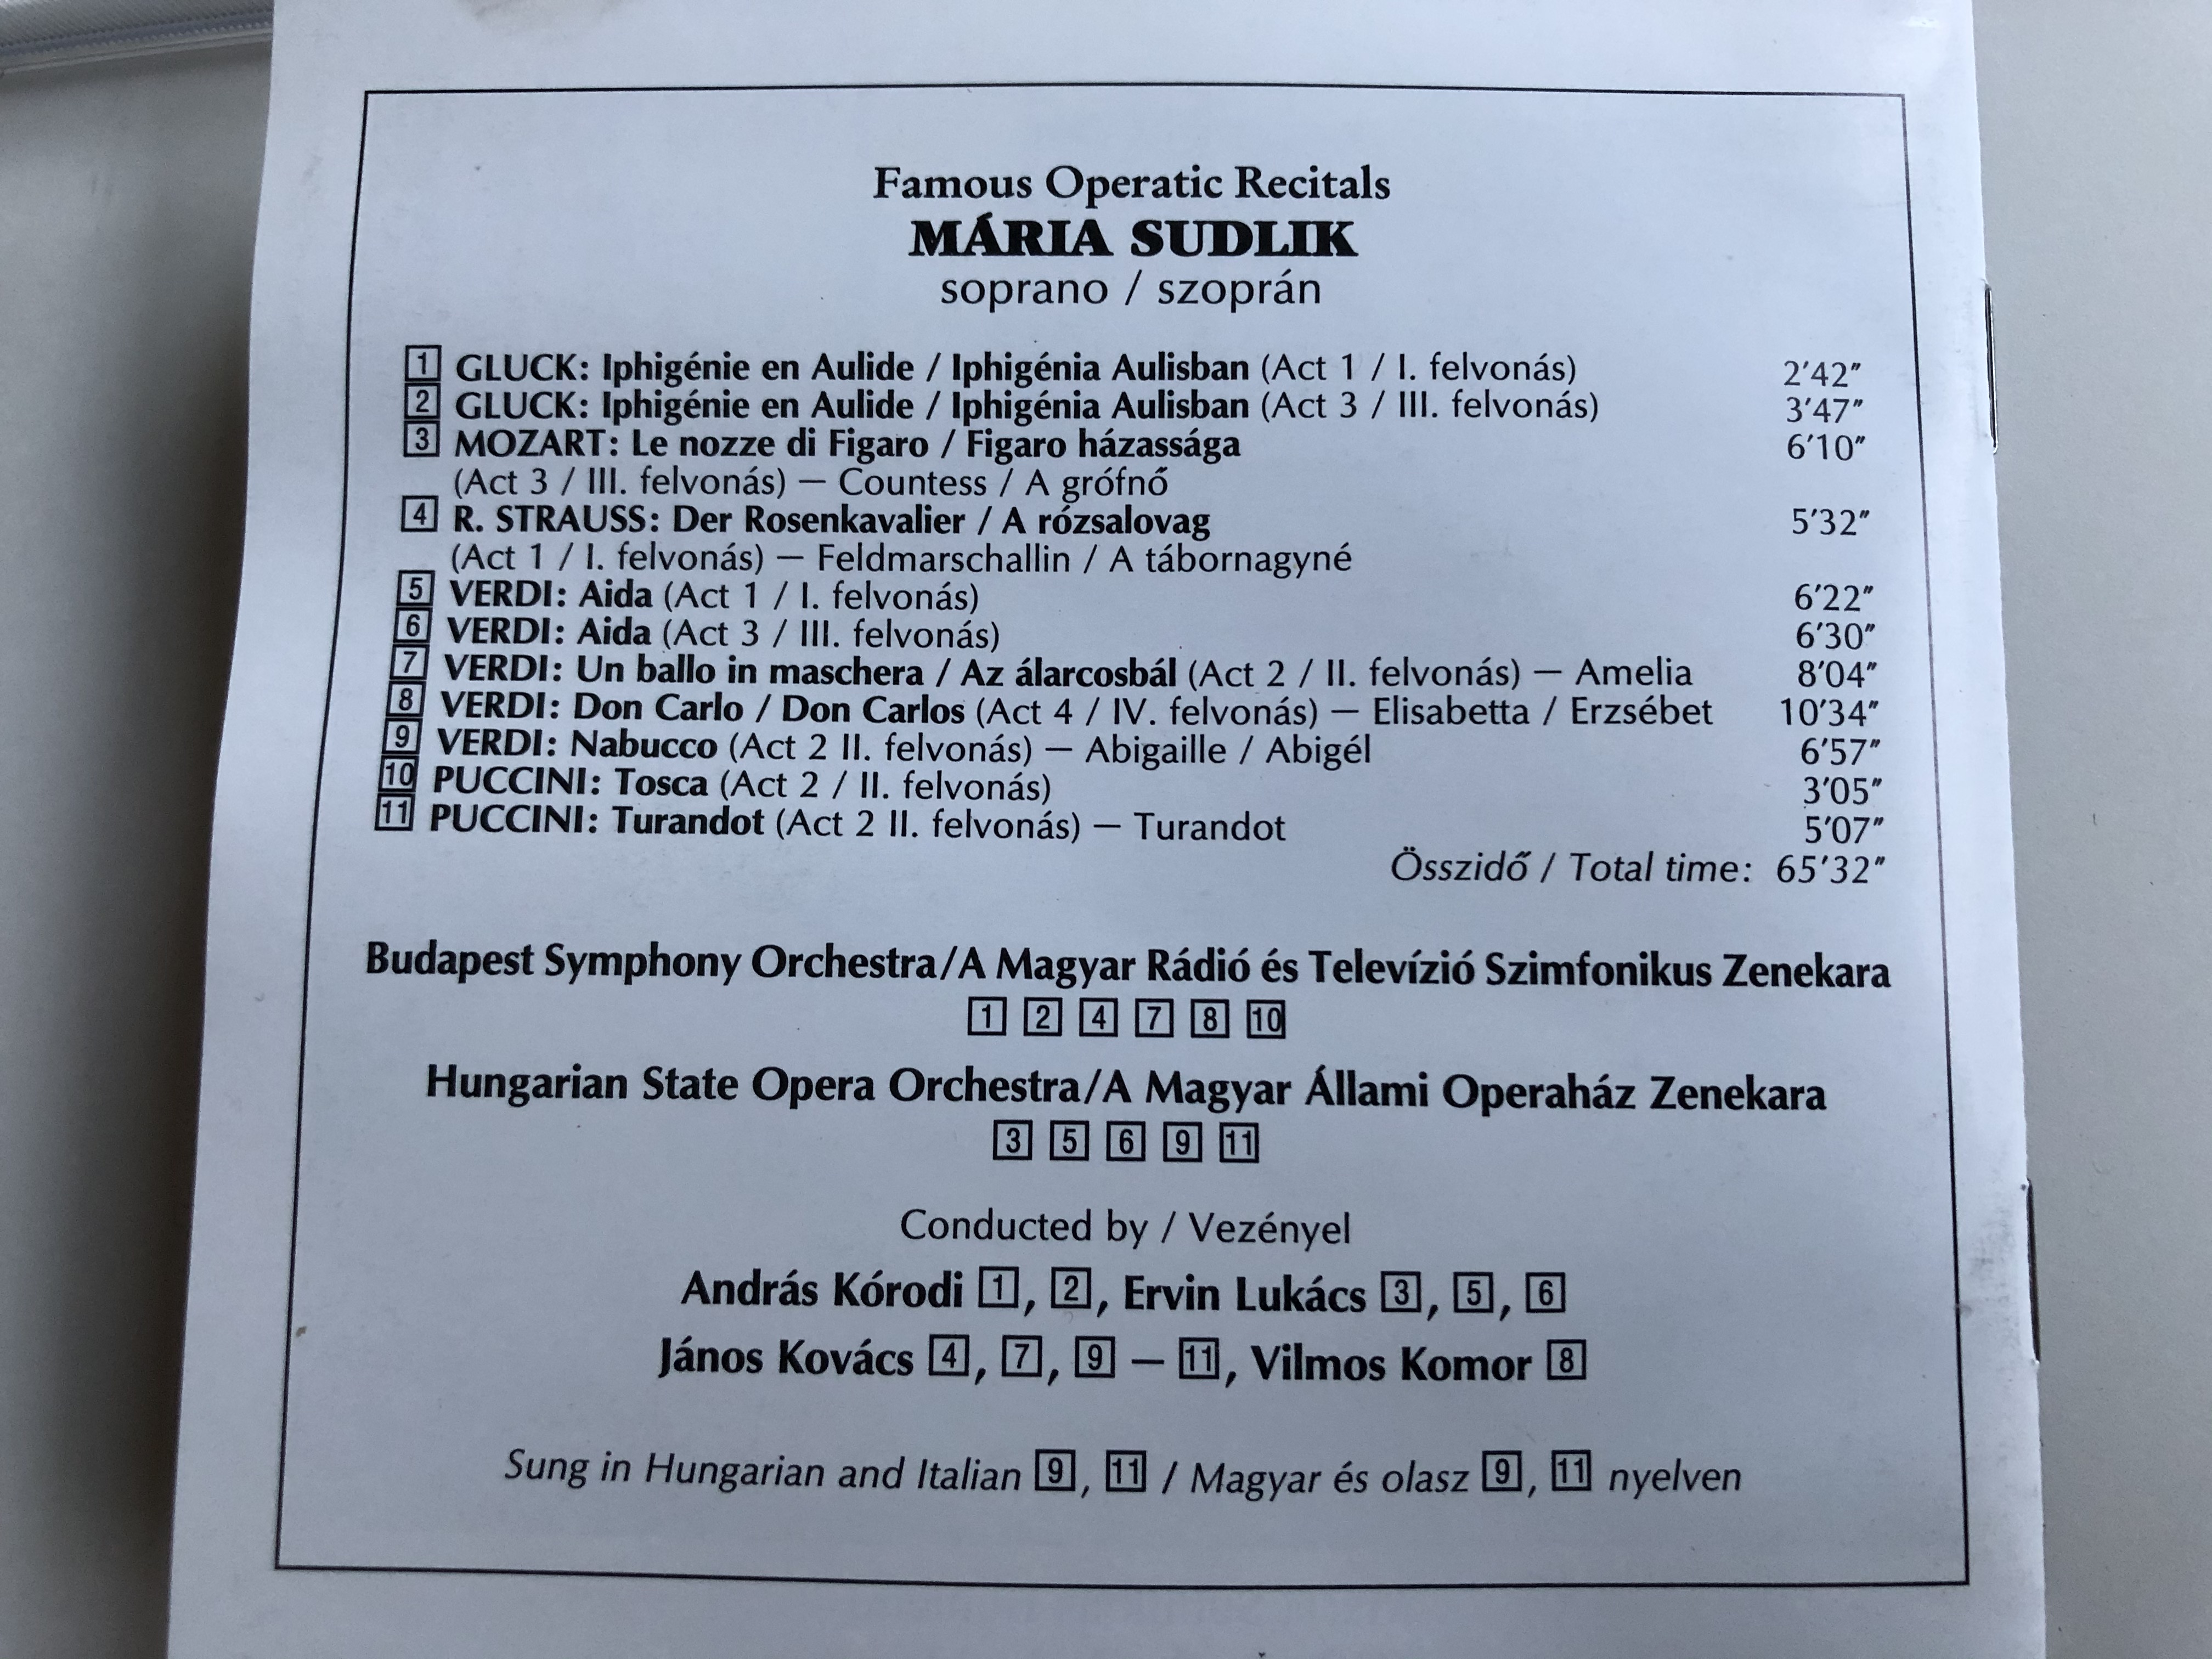 Famous Operatic Recitals
MÁRIA SUDLIK
soprano / szoprán
1 GLUCK: Iphigénie en Aulide / Iphigénia Aulisban (Act 1 / I. felvonás) 2’42”
2 GLUCK: Iphigénie en Aulide / Iphigénia Aulisban (Act 3 / III. felvonás) 3’47”
3 MOZART: Le nozze di Figaro / Figaro házassága 6’10”
(Act 3 / III. felvonás) — Countess / A grófnő
4 R. STRAUSS: Der Rosenkavalier / A rózsalovag 5’32”
(Act 1 / I. felvonás) — Feldmarschallin / A tábornagyné
5 VERDI: Aida (Act 1 / I. felvonás) 6’22”
6 VERDI: Aida (Act 3 / III. felvonás) 6’30”
7 VERDI: Un ballo in maschera / Az álarcosbál (Act 2 / II. felvonás) — Amelia 8’04”
8 VERDI: Don Carlo / Don Carlos (Act 4 / IV. felvonás) — Elisabetta / Erzsébet 10’34”
9 VERDI: Nabucco (Act 2 II. felvonás) — Abigaille / Abigél 6’57”
10 PUCCINI: Tosca (Act 2 / II. felvonás) 3’05”
11 PUCCINI: Turandot (Act 2 II. felvonás) — Turandot 5’07”
Összidő / Total time: 65’32”
Budapest Symphony Orchestra/A Magyar Rádió és Televízió Szimfonikus Zenekara
1 2 4 7 8 10
Hungarian State Opera Orchestra/A Magyar Állami Operaház Zenekara
3 5 6 9 11
Conducted by / Vezényel
András Kórodi 1, 2, Ervin Lukács 3, 5, 6
János Kovács 4, 7, 9 — 11, Vilmos Komor 8
Sung in Hungarian and Italian 9, 11 / Magyar és olasz 9, 11 nyelven